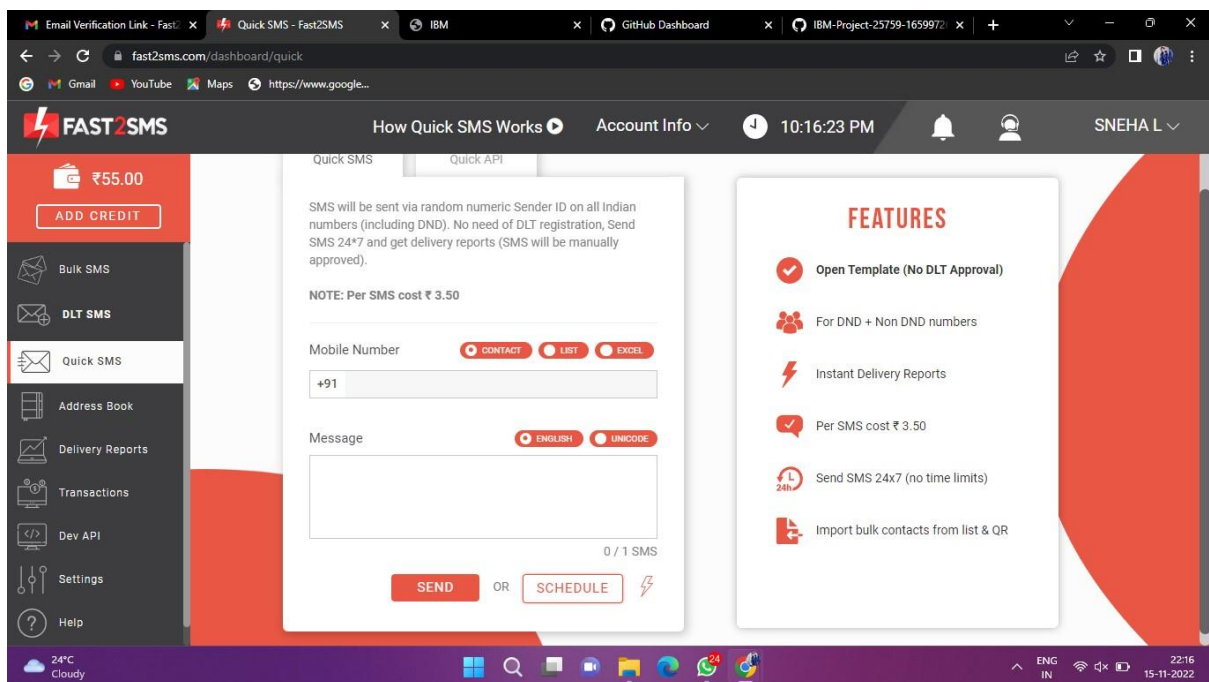 Email Verification Link - Fast2
Quick SMS - Fast2SMS
IBM
GitHub Dashboard
IBM-Project-25759-1659972
fast2sms.com/dashboard/quick
Gmail
YouTube
Maps
https://www.google...
FAST2SMS
How Quick SMS Works
Account Info
10:16:23 PM
SNEHA L
₹55.00
ADD CREDIT
Bulk SMS
DLT SMS
Quick SMS
Address Book
Delivery Reports
Transactions
Dev API
Settings
Help
Quick SMS
Quick API
SMS will be sent via random numeric Sender ID on all Indian
numbers (including DND). No need of DLT registration, Send
SMS 24*7 and get delivery reports (SMS will be manually
approved).
NOTE: Per SMS cost ₹ 3.50
Mobile Number
CONTACT
LIST
EXCEL
+91
Message
ENGLISH
UNICODE
0 / 1 SMS
SEND
OR
SCHEDULE
FEATURES
Open Template (No DLT Approval)
For DND + Non DND numbers
Instant Delivery Reports
Per SMS cost ₹ 3.50
24h
Send SMS 24x7 (no time limits)
Import bulk contacts from list & QR
24°C
Cloudy
24
ENG
IN
22:16
15-11-2022